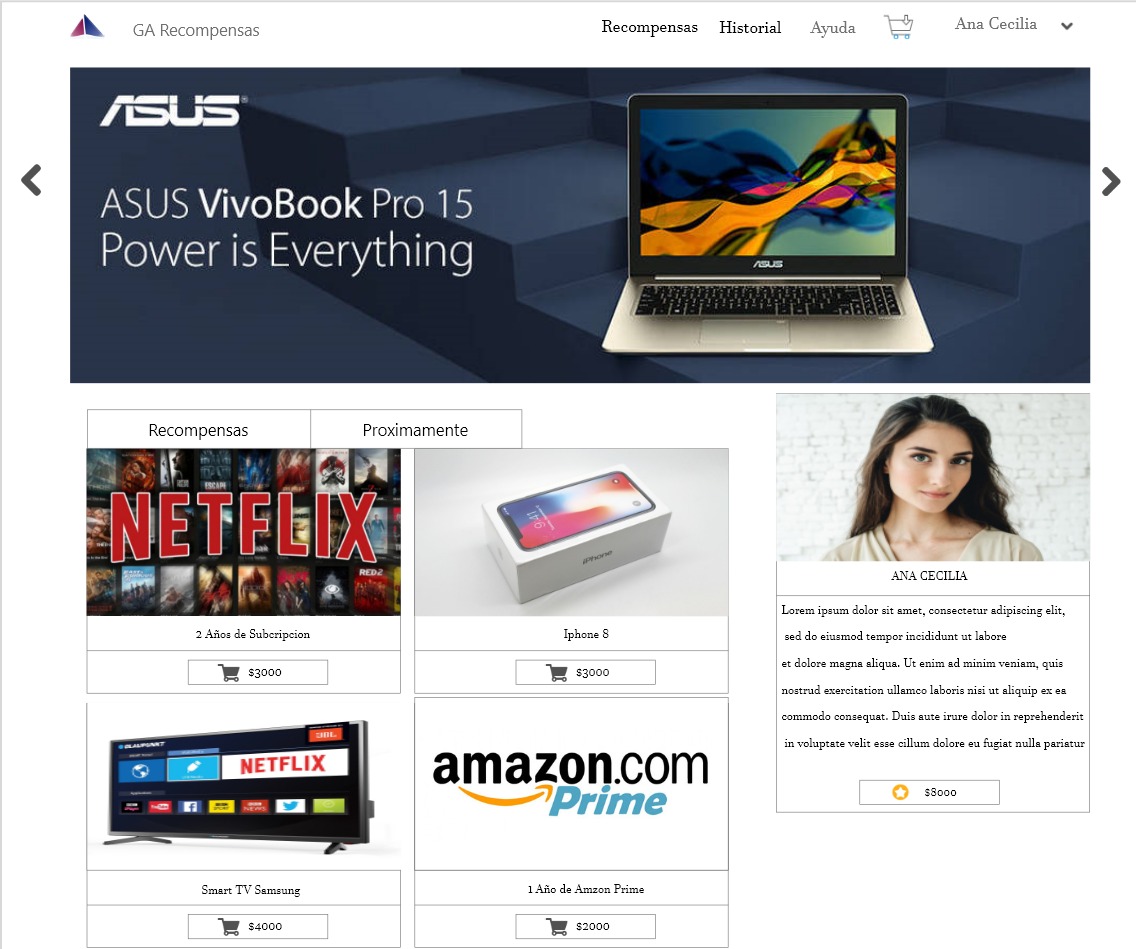 GA Recompensas
Recompensas
Historial
Ayuda
Ana Cecilia
ASUS
ASUS VivoBook Pro 15
Power is Everything
ASUS
Recompensas
Proximamente
NETFLIX
RED 2
2 Años de Subcripcion
$3000
9:41
iPhone
Iphone 8
$3000
ANA CECILIA
Lorem ipsum dolor sit amet, consectetur adipiscing elit,
sed do eiusmod tempor incididunt ut labore
et dolore magna aliqua. Ut enim ad minim veniam, quis
nostrud exercitation ullamco laboris nisi ut aliquip ex ea
commodo consequat. Duis aute irure dolor in reprehenderit
in voluptate velit esse cillum dolore eu fugiat nulla pariatur
$8000
BLAUPUNKT
JBL
NETFLIX
Smart TV Samsung
$4000
amazon.com
Prime
1 Año de Amzon Prime
$2000